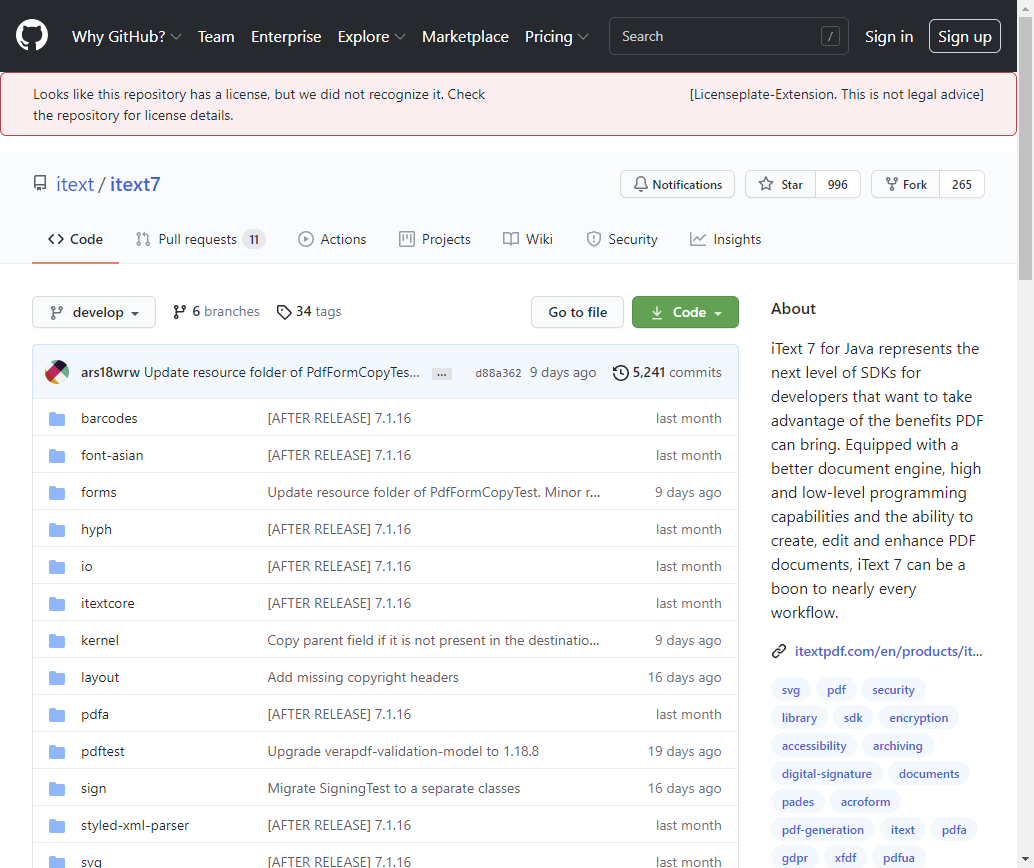 Why GitHub? Team Enterprise Explore Marketplace Pricing Search / Sign in Sign up
Looks like this repository has a license, but we did not recognize it. Check
the repository for license details.
[Licenseplate-Extension. This is not legal advice]
itext / itext7
Notifications Star 996 Fork 265
Code Pull requests 11 Actions Projects Wiki Security Insights
develop 6 branches 34 tags Go to file Code
ars18wrw Update resource folder of PdfFormCopyTes... ... d88a362 9 days ago 5,241 commits
barcodes [AFTER RELEASE] 7.1.16 last month
font-asian [AFTER RELEASE] 7.1.16 last month
forms Update resource folder of PdfFormCopyTest. Minor r... 9 days ago
hyph [AFTER RELEASE] 7.1.16 last month
io [AFTER RELEASE] 7.1.16 last month
itextcore [AFTER RELEASE] 7.1.16 last month
kernel Copy parent field if it is not present in the destinatio... 9 days ago
layout Add missing copyright headers 16 days ago
pdfa [AFTER RELEASE] 7.1.16 last month
pdftest Upgrade verapdf-validation-model to 1.18.8 19 days ago
sign Migrate SigningTest to a separate classes 16 days ago
styled-xml-parser [AFTER RELEASE] 7.1.16 last month
svg [AFTER RELEASE] 7.1.16 last month
About
iText 7 for Java represents the
next level of SDKs for
developers that want to take
advantage of the benefits PDF
can bring. Equipped with a
better document engine, high
and low-level programming
capabilities and the ability to
create, edit and enhance PDF
documents, iText 7 can be a
boon to nearly every
workflow.
itextpdf.com/en/products/it...
svg pdf security
library sdk encryption
accessibility archiving
digital-signature documents
pades acroform
pdf-generation itext pdfa
gdpr xfdf pdfua